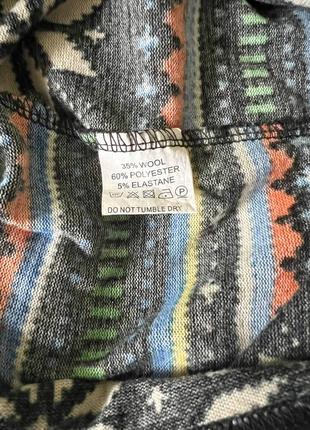 35% WOOL
60% POLYESTER
5% ELASTANE
P
DO NOT TUMBLE DRY